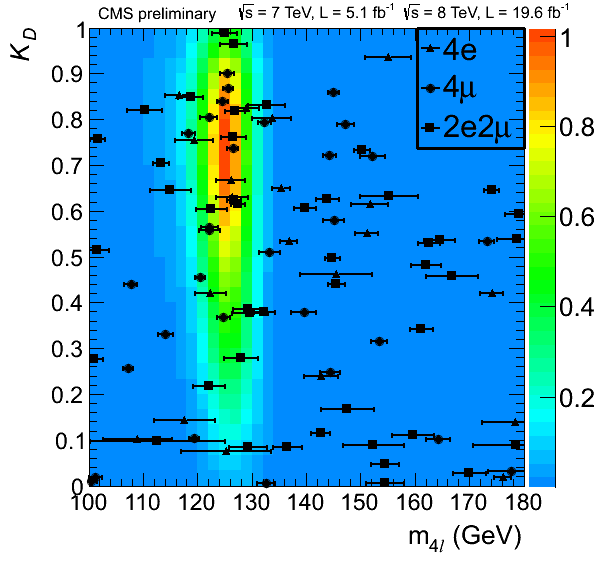 CMS preliminary √s = 7 TeV, L = 5.1 fb⁻¹ √s = 8 TeV, L = 19.6 fb⁻¹
K_D
4e
4μ
2e2μ
1
0.9
0.8
0.7
0.6
0.5
0.4
0.3
0.2
0.1
0
1
0.8
0.6
0.4
0.2
100 110 120 130 140 150 160 170 180
m_4l (GeV)